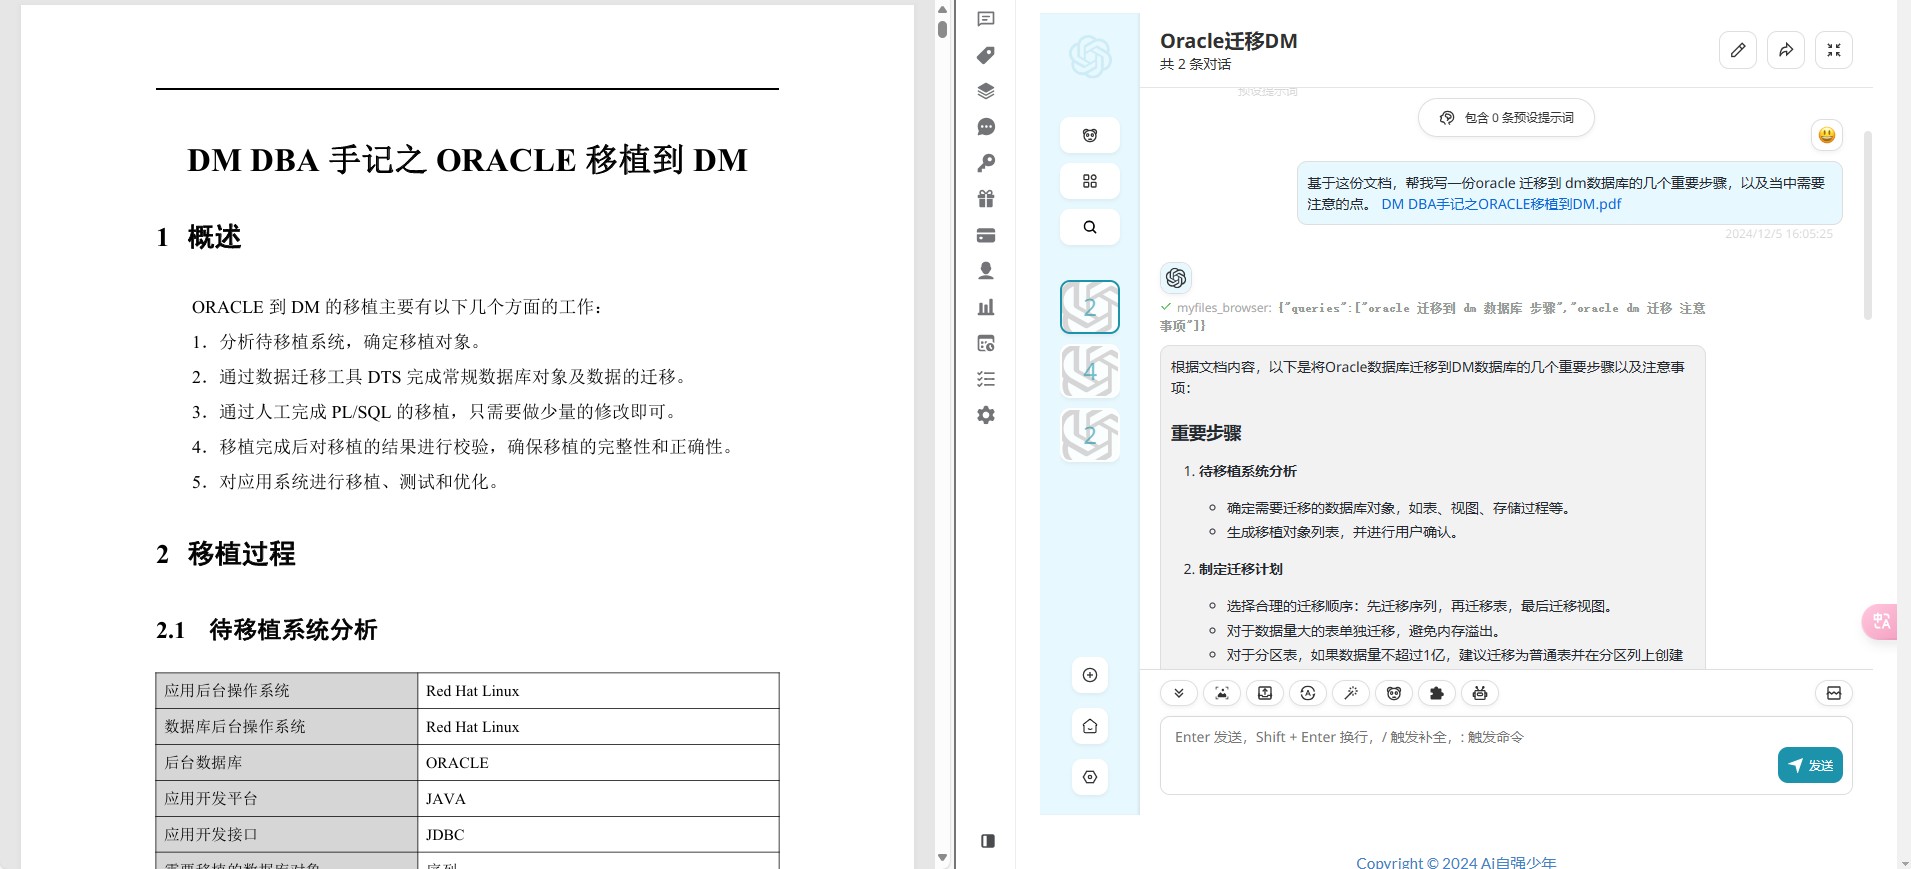 DM DBA 手记之 ORACLE 移植到 DM
1 概述
ORACLE 到 DM 的移植主要有以下几个方面的工作：
1．分析待移植系统，确定移植对象。
2．通过数据迁移工具 DTS 完成常规数据库对象及数据的迁移。
3．通过人工完成 PL/SQL 的移植，只需要做少量的修改即可。
4．移植完成后对移植的结果进行校验，确保移植的完整性和正确性。
5．对应用系统进行移植、测试和优化。
2 移植过程
2.1 待移植系统分析
应用后台操作系统 Red Hat Linux
数据库后台操作系统 Red Hat Linux
后台数据库 ORACLE
应用开发平台 JAVA
应用开发接口 JDBC
需要移植的数据库对象 序列
2
4
2
Oracle迁移DM
共 2 条对话
预设提示词
包含 0 条预设提示词
基于这份文档，帮我写一份oracle 迁移到 dm数据库的几个重要步骤，以及当中需要
注意的点。 DM DBA手记之ORACLE移植到DM.pdf
2024/12/5 16:05:25
myfiles_browser: {"queries":["oracle 迁移到 dm 数据库 步骤","oracle dm 迁移 注意
事项"]}
根据文档内容，以下是将Oracle数据库迁移到DM数据库的几个重要步骤以及注意事
项：
重要步骤
1. 待移植系统分析
确定需要迁移的数据库对象，如表、视图、存储过程等。
生成移植对象列表，并进行用户确认。
2. 制定迁移计划
选择合理的迁移顺序：先迁移序列，再迁移表，最后迁移视图。
对于数据量大的表单独迁移，避免内存溢出。
对于分区表，如果数据量不超过1亿，建议迁移为普通表并在分区列上创建
Enter 发送，Shift + Enter 换行，/ 触发补全，: 触发命令
发送
Copyright © 2024 Ai自强少年